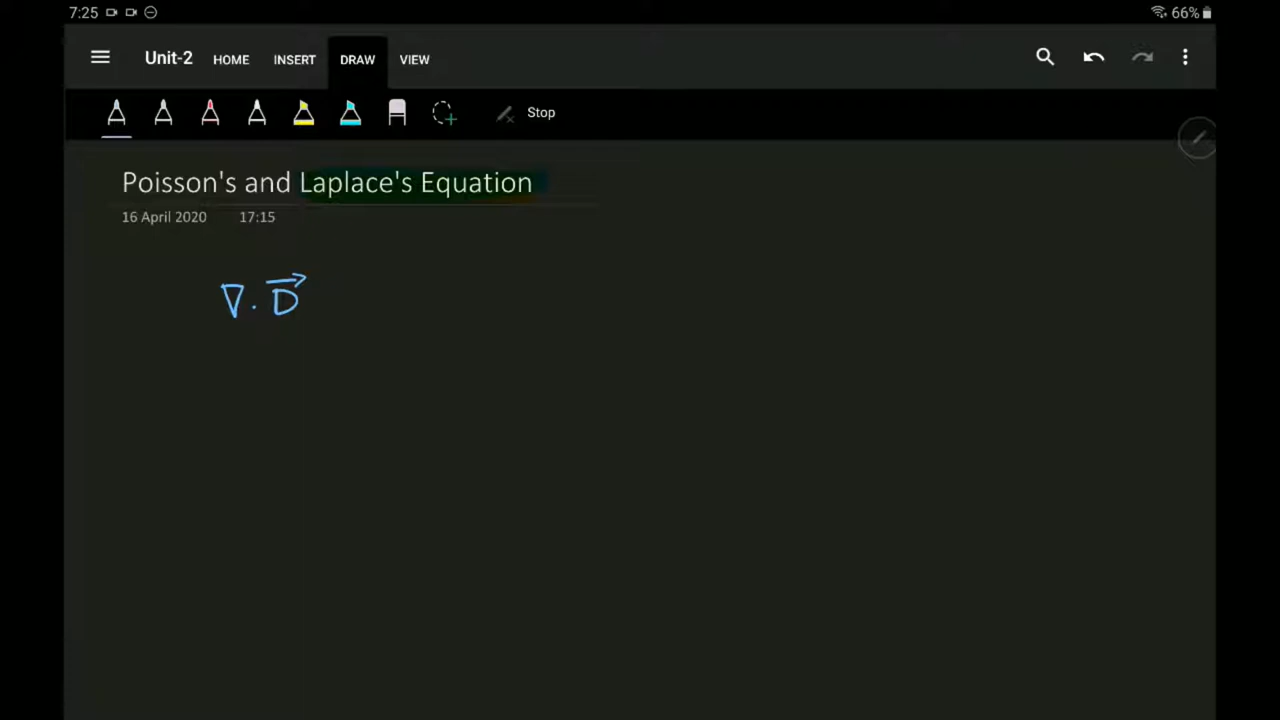 7:25 66%
Unit-2 HOME INSERT DRAW VIEW
Stop
Poisson's and Laplace's Equation
16 April 2020 17:15
∇ . D⃗